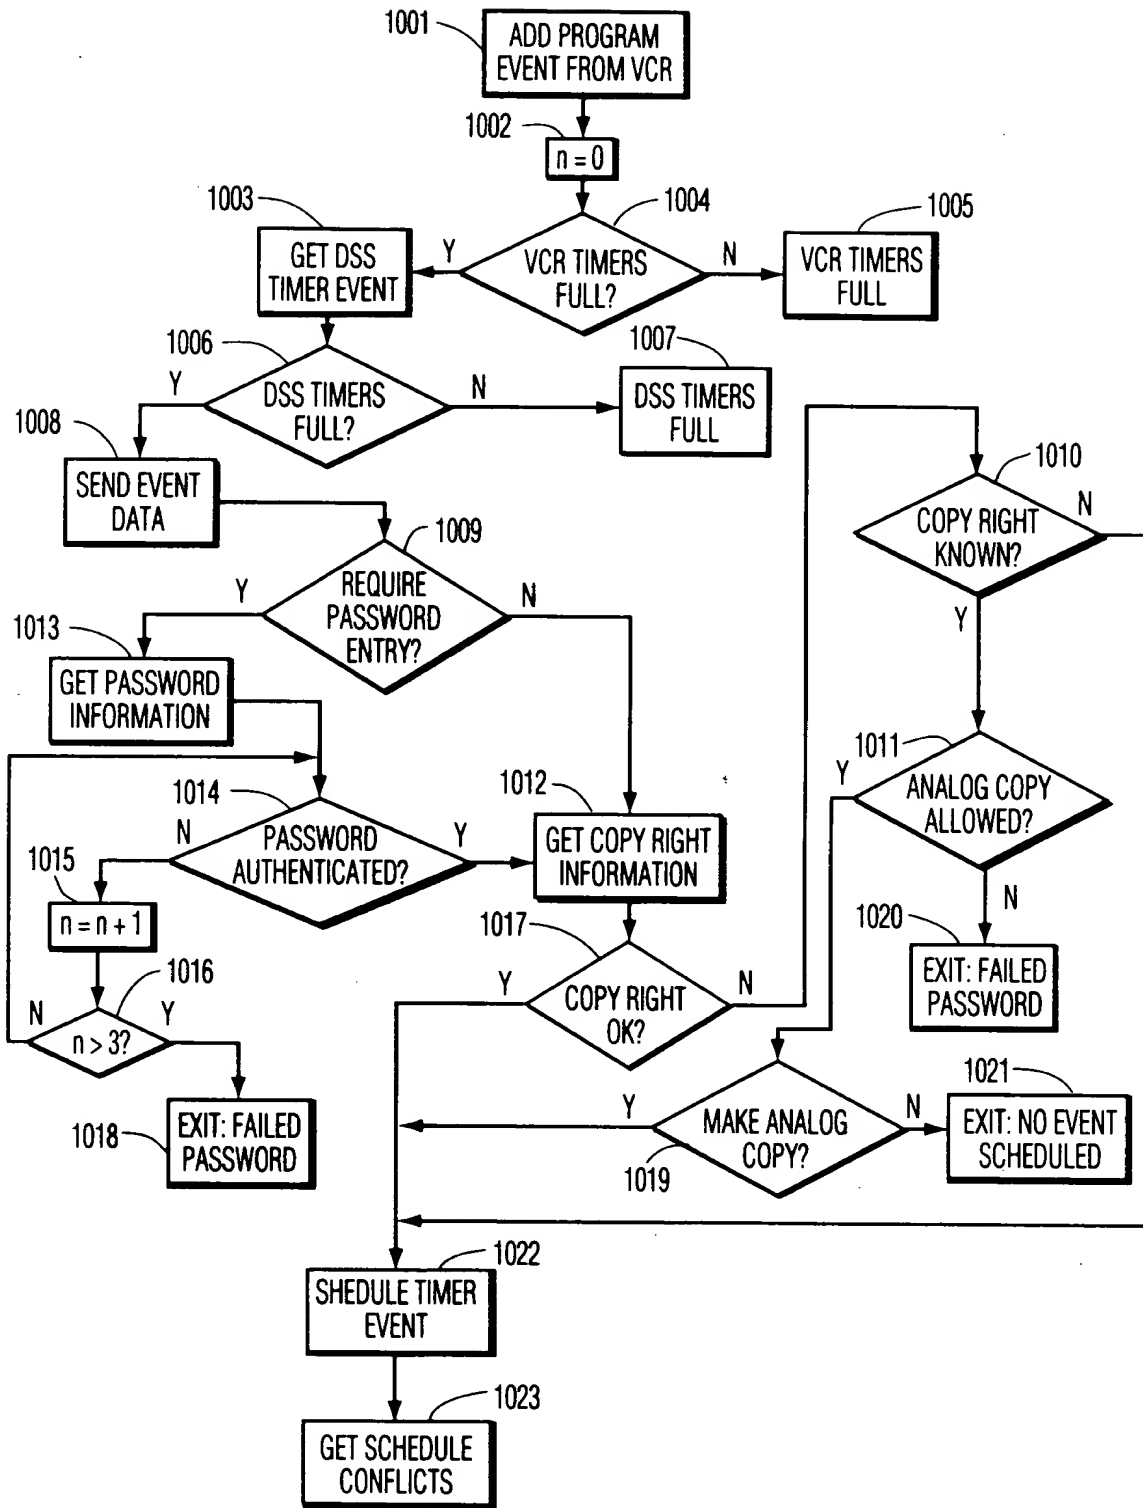 1001
ADD PROGRAM
EVENT FROM VCR
1002
n = 0
1003
1004
1005
GET DSS
TIMER EVENT
Y
VCR TIMERS
FULL?
N
VCR TIMERS
FULL
1006
1007
Y
DSS TIMERS
FULL?
N
DSS TIMERS
FULL
1008
SEND EVENT
DATA
1009
1010
COPY RIGHT
KNOWN?
N
Y
Y
REQUIRE
PASSWORD
ENTRY?
N
1013
GET PASSWORD
INFORMATION
1011
Y
ANALOG COPY
ALLOWED?
N
1014
1012
N
PASSWORD
AUTHENTICATED?
Y
GET COPY RIGHT
INFORMATION
1015
n = n + 1
1016
N
n > 3?
Y
1017
Y
COPY RIGHT
OK?
N
1020
EXIT: FAILED
PASSWORD
1018
EXIT: FAILED
PASSWORD
Y
MAKE ANALOG
COPY?
N
1019
1021
EXIT: NO EVENT
SCHEDULED
1022
SHEDULE TIMER
EVENT
1023
GET SCHEDULE
CONFLICTS